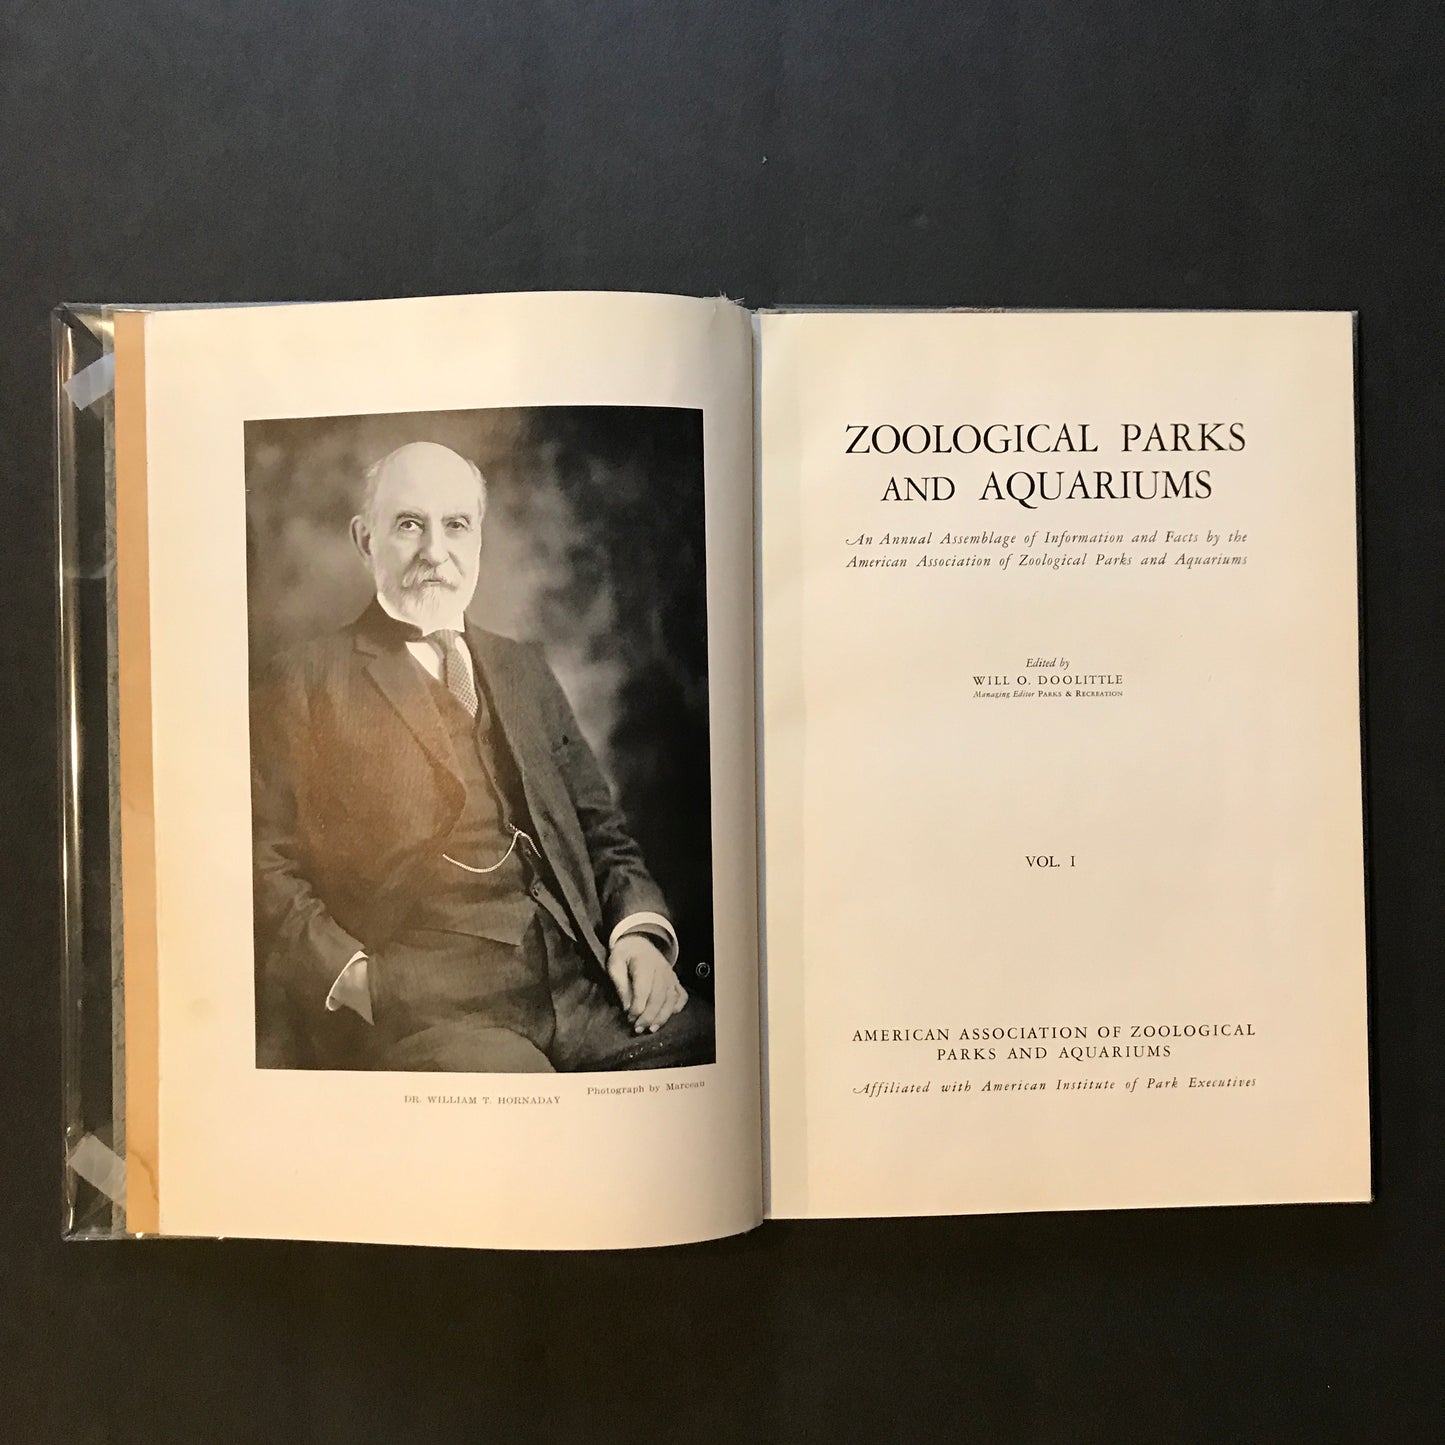 ©
Photograph by Marceau
DR. WILLIAM T. HORNADAY
ZOOLOGICAL PARKS
AND AQUARIUMS
An Annual Assemblage of Information and Facts by the
American Association of Zoological Parks and Aquariums
Edited by
WILL O. DOOLITTLE
Managing Editor PARKS & RECREATION
VOL. I
AMERICAN ASSOCIATION OF ZOOLOGICAL
PARKS AND AQUARIUMS
Affiliated with American Institute of Park Executives